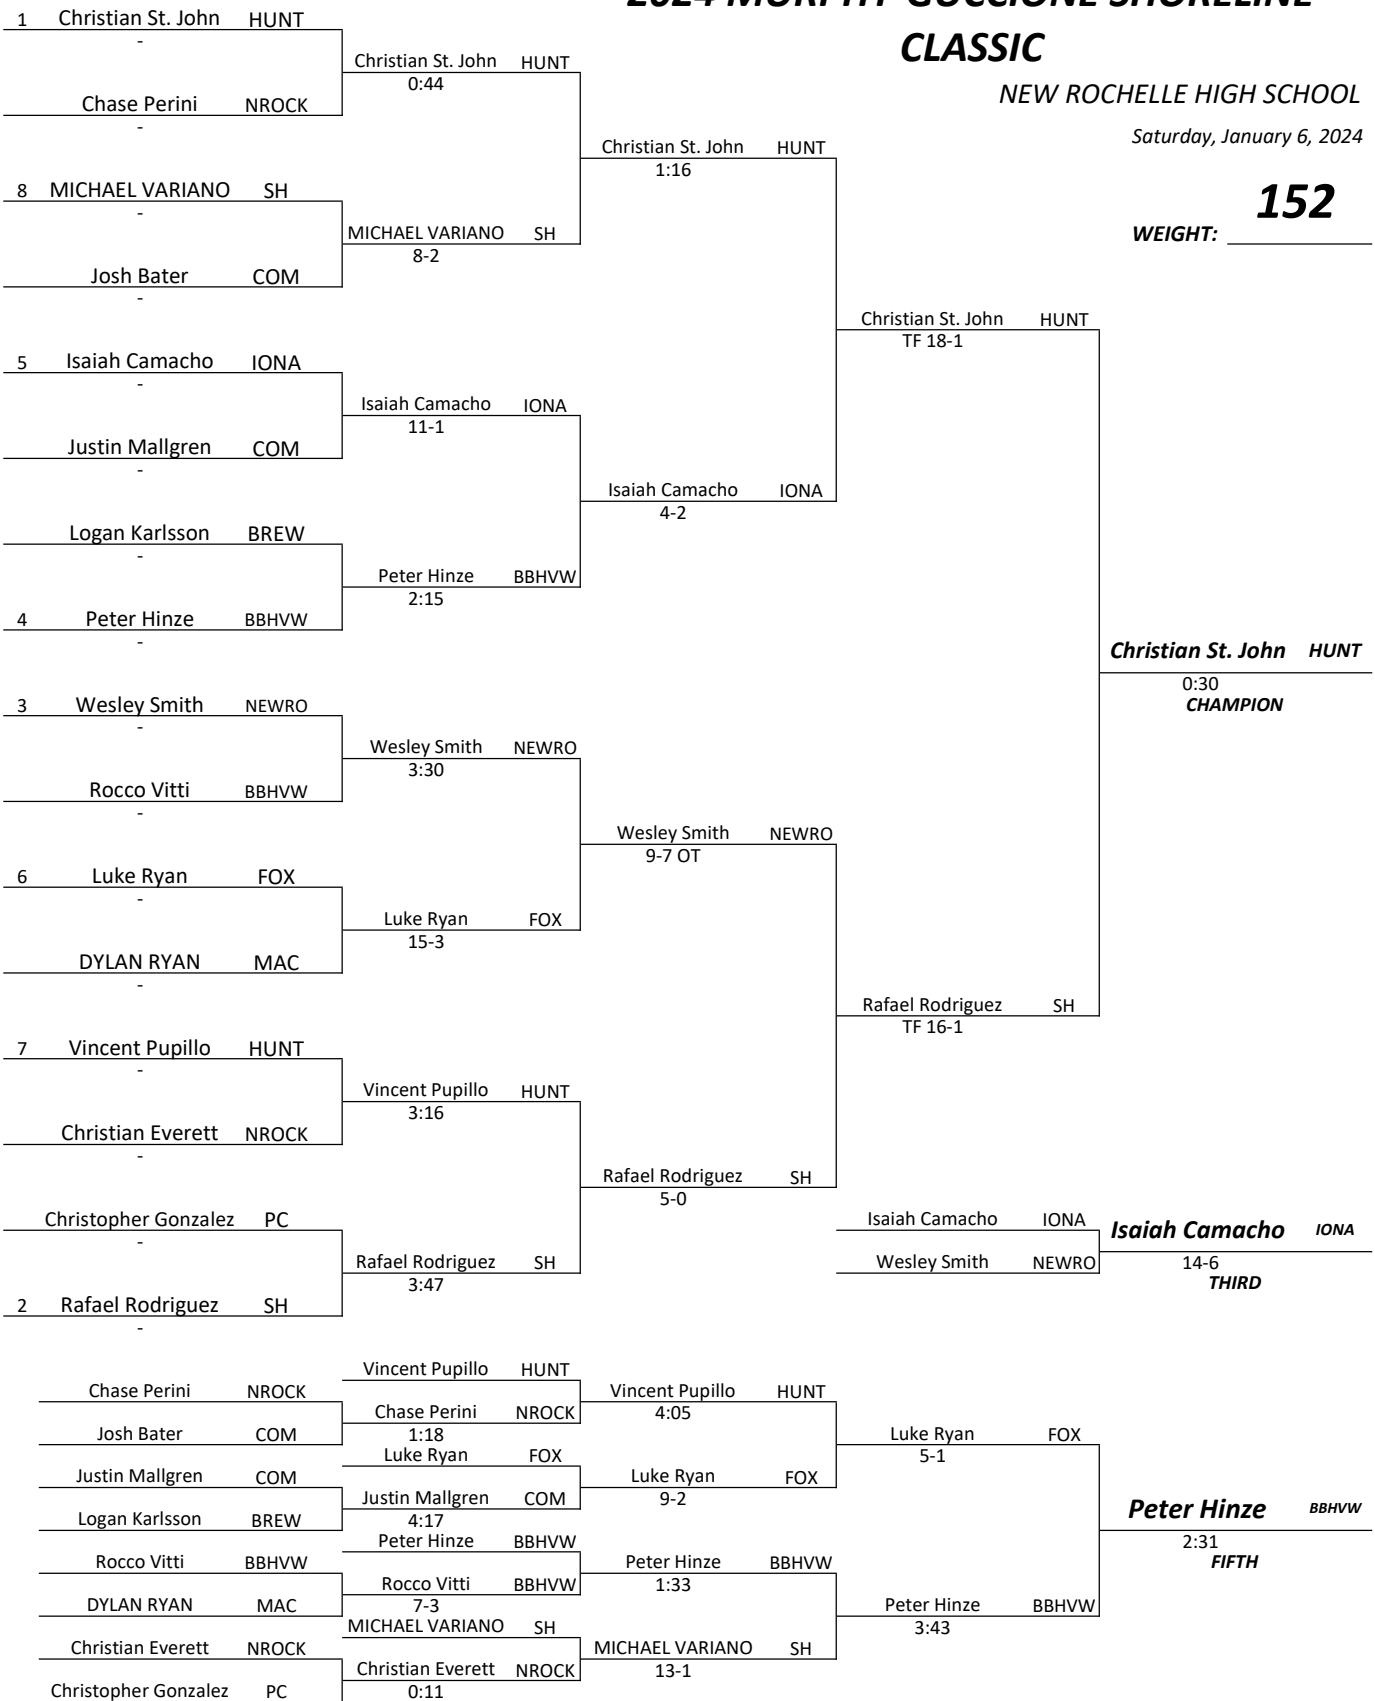 2024 MURPHY-GUCCIONE SHORELINE
CLASSIC
NEW ROCHELLE HIGH SCHOOL
Saturday, January 6, 2024
WEIGHT: 152
1 Christian St. John HUNT
-
Christian St. John HUNT
0:44
Chase Perini NROCK
-
Christian St. John HUNT
1:16
8 MICHAEL VARIANO SH
-
MICHAEL VARIANO SH
8-2
Josh Bater COM
-
Christian St. John HUNT
TF 18-1
5 Isaiah Camacho IONA
-
Isaiah Camacho IONA
11-1
Justin Mallgren COM
-
Isaiah Camacho IONA
4-2
Logan Karlsson BREW
-
Peter Hinze BBHVW
2:15
4 Peter Hinze BBHVW
-
Christian St. John HUNT
0:30
CHAMPION
3 Wesley Smith NEWRO
-
Wesley Smith NEWRO
3:30
Rocco Vitti BBHVW
-
Wesley Smith NEWRO
9-7 OT
6 Luke Ryan FOX
-
Luke Ryan FOX
15-3
DYLAN RYAN MAC
-
Rafael Rodriguez SH
TF 16-1
7 Vincent Pupillo HUNT
-
Vincent Pupillo HUNT
3:16
Christian Everett NROCK
-
Rafael Rodriguez SH
5-0
Christopher Gonzalez PC
-
Rafael Rodriguez SH
3:47
2 Rafael Rodriguez SH
-
Isaiah Camacho IONA
Wesley Smith NEWRO
Isaiah Camacho IONA
14-6
THIRD
Vincent Pupillo HUNT
Chase Perini NROCK
Vincent Pupillo HUNT
4:05
Chase Perini NROCK
1:18
Josh Bater COM
Luke Ryan FOX
5-1
Luke Ryan FOX
Justin Mallgren COM
Luke Ryan FOX
9-2
Justin Mallgren COM
4:17
Logan Karlsson BREW
Peter Hinze BBHVW
2:31
FIFTH
Peter Hinze BBHVW
Rocco Vitti BBHVW
Peter Hinze BBHVW
1:33
Rocco Vitti BBHVW
7-3
DYLAN RYAN MAC
Peter Hinze BBHVW
3:43
MICHAEL VARIANO SH
Christian Everett NROCK
MICHAEL VARIANO SH
13-1
Christian Everett NROCK
0:11
Christopher Gonzalez PC